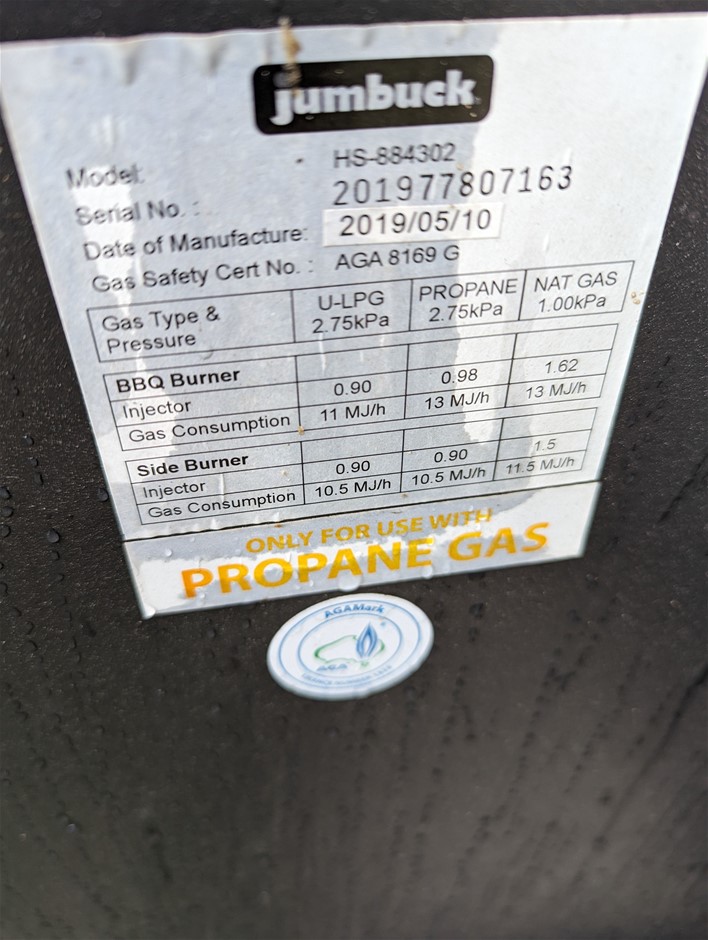 jumbuck
Model: HS-884302
Serial No. : 201977807163
Date of Manufacture: 2019/05/10
Gas Safety Cert No. : AGA 8169 G
Gas Type & Pressure U-LPG 2.75kPa PROPANE 2.75kPa NAT GAS 1.00kPa
BBQ Burner
Injector 0.90 0.98 1.62
Gas Consumption 11 MJ/h 13 MJ/h 13 MJ/h
Side Burner
Injector 0.90 0.90 1.5
Gas Consumption 10.5 MJ/h 10.5 MJ/h 11.5 MJ/h
ONLY FOR USE WITH
PROPANE GAS
AGAMark
AGA